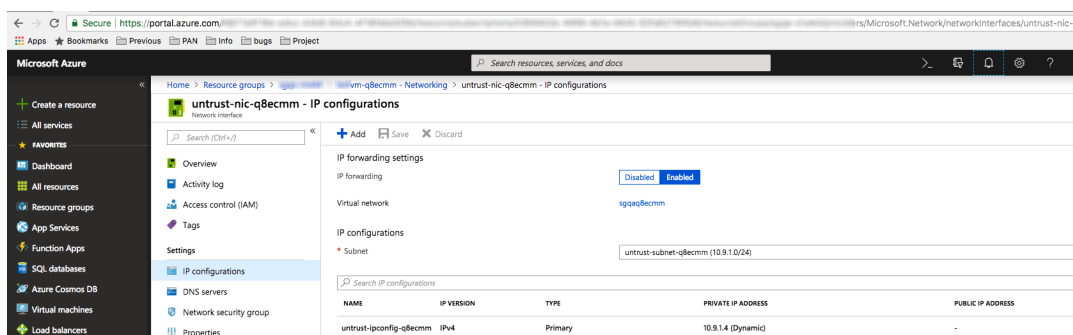 Secure | https://portal.azure.com/
rs/Microsoft.Network/networkInterfaces/untrust-nic-
Apps Bookmarks Previous PAN Info bugs Project
Microsoft Azure
Search resources, services, and docs
Home > Resource groups > vm-q8ecmm - Networking > untrust-nic-q8ecmm - IP configurations
untrust-nic-q8ecmm - IP configurations
Network interface
Create a resource
All services
FAVORITES
Dashboard
All resources
Resource groups
App Services
Function Apps
SQL databases
Azure Cosmos DB
Virtual machines
Load balancers
Search (Ctrl+/)
Overview
Activity log
Access control (IAM)
Tags
Settings
IP configurations
DNS servers
Network security group
Properties
Add Save Discard
IP forwarding settings
IP forwarding Disabled Enabled
Virtual network sgqaq8ecmm
IP configurations
* Subnet untrust-subnet-q8ecmm (10.9.1.0/24)
Search IP configurations
NAME IP VERSION TYPE PRIVATE IP ADDRESS PUBLIC IP ADDRESS
untrust-ipconfig-q8ecmm IPv4 Primary 10.9.1.4 (Dynamic) -